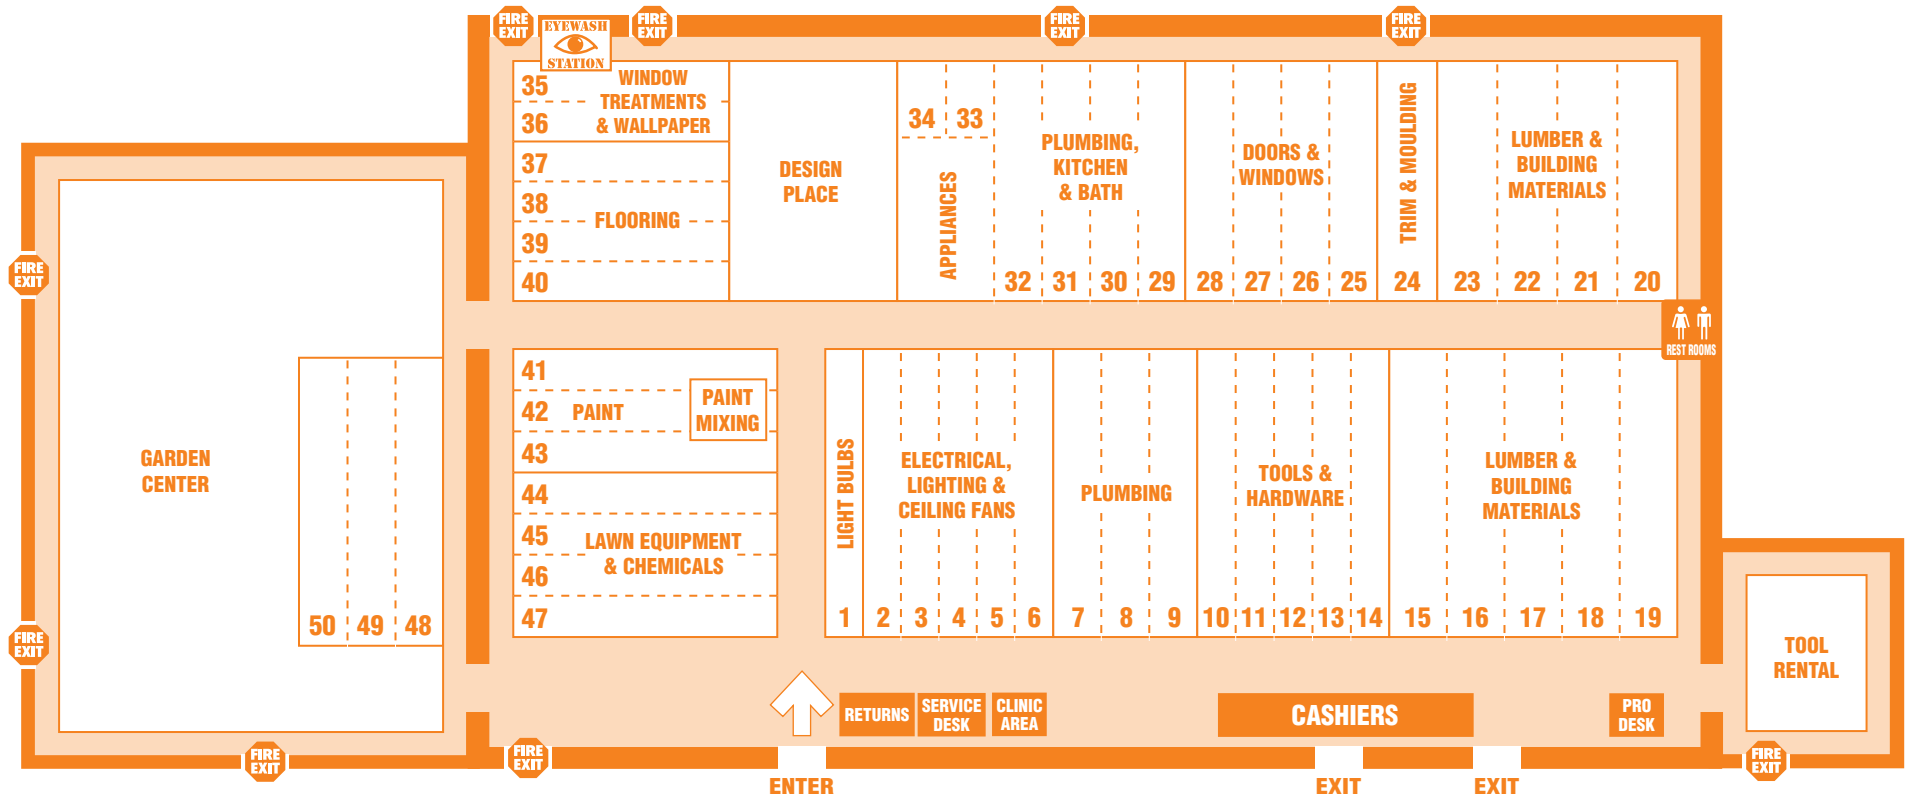 FIRE
EXIT
EYEWASH
STATION
FIRE
EXIT
FIRE
EXIT
FIRE
EXIT
35
36
WINDOW
TREATMENTS
& WALLPAPER
37
38
39
40
FLOORING
DESIGN
PLACE
34 33
APPLIANCES
PLUMBING,
KITCHEN
& BATH
32 31 30 29
DOORS &
WINDOWS
28 27 26 25
TRIM & MOULDING
24
LUMBER &
BUILDING
MATERIALS
23 22 21 20
REST ROOMS
FIRE
EXIT
GARDEN
CENTER
50 49 48
FIRE
EXIT
FIRE
EXIT
41
42
43
PAINT
PAINT
MIXING
44
45
46
47
LAWN EQUIPMENT
& CHEMICALS
LIGHT BULBS
1
ELECTRICAL,
LIGHTING &
CEILING FANS
2 3 4 5 6
PLUMBING
7 8 9
TOOLS &
HARDWARE
10 11 12 13 14
LUMBER &
BUILDING
MATERIALS
15 16 17 18 19
TOOL
RENTAL
RETURNS
SERVICE
DESK
CLINIC
AREA
CASHIERS
PRO
DESK
FIRE
EXIT
ENTER
EXIT
EXIT
FIRE
EXIT